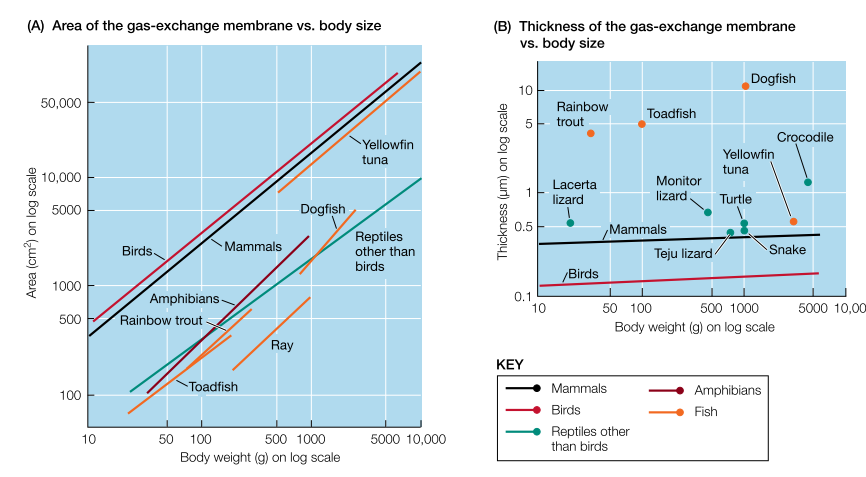 (A) Area of the gas-exchange membrane vs. body size
Area (cm2) on log scale
50,000
10,000
5000
1000
500
100
Yellowfin
tuna
Dogfish
Birds
Mammals
Reptiles
other than
birds
Amphibians
Rainbow trout
Ray
Toadfish
10
50
100
500
1000
5000
10,000
Body weight (g) on log scale
(B) Thickness of the gas-exchange membrane
vs. body size
Thickness (μm) on log scale
10
5
1
0.5
0.1
Dogfish
Rainbow
trout
Toadfish
Crocodile
Yellowfin
tuna
Monitor
lizard
Lacerta
lizard
Turtle
Mammals
Teju lizard
Snake
Birds
10
50
100
500
1000
5000
10,00
Body weight (g) on log scale
KEY
Mammals
Birds
Reptiles other
than birds
Amphibians
Fish